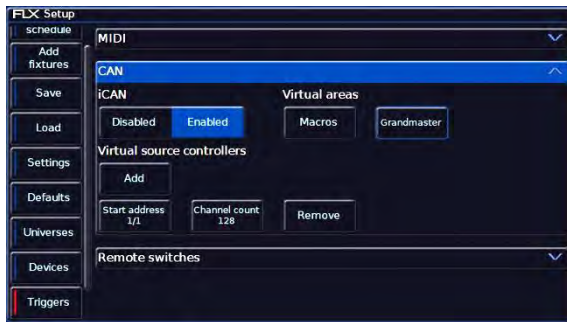 FLX Setup
schedule
Add
fixtures
Save
Load
Settings
Defaults
Universes
Devices
Triggers
MIDI
CAN
iCAN
Virtual areas
Disabled
Enabled
Macros
Grandmaster
Virtual source controllers
Add
Start address
1/1
Channel count
128
Remove
Remote switches